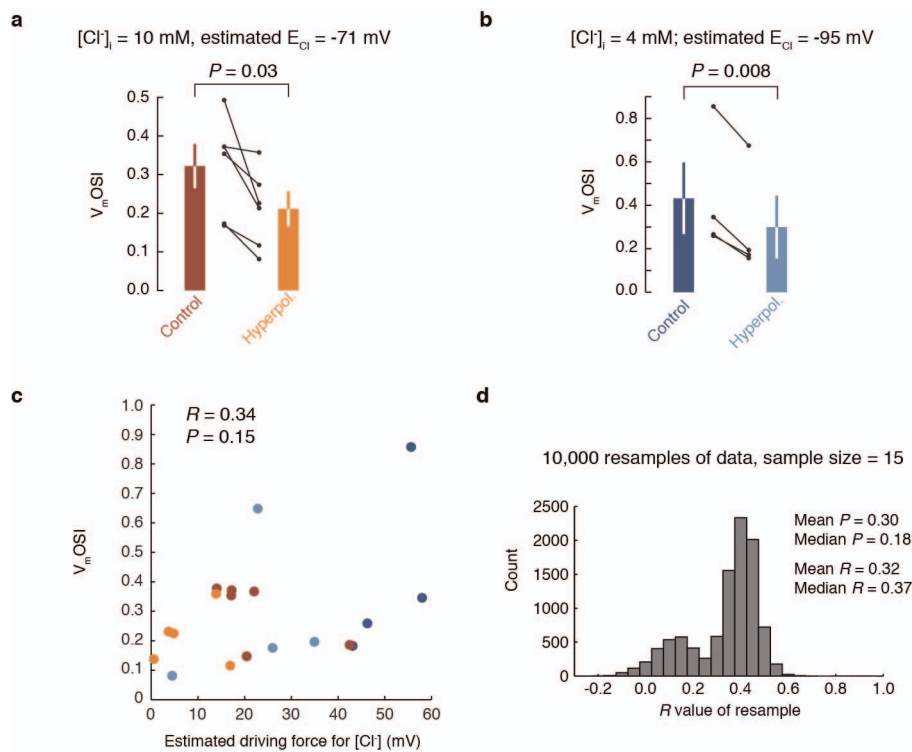 a
[Cl-]i = 10 mM, estimated ECl = -71 mV
P = 0.03
0.5
0.4
0.3
0.2
0.1
0.0
VmOSI
Control
Hyperpol.
b
[Cl-]i = 4 mM; estimated ECl = -95 mV
P = 0.008
0.8
0.6
0.4
0.2
0.0
VmOSI
Control
Hyperpol.
c
R = 0.34
P = 0.15
1.0
0.9
0.8
0.7
0.6
0.5
0.4
0.3
0.2
0.1
0
VmOSI
0 10 20 30 40 50 60
Estimated driving force for [Cl-] (mV)
d
10,000 resamples of data, sample size = 15
2500
2000
1500
1000
500
0
Count
Mean P = 0.30
Median P = 0.18
Mean R = 0.32
Median R = 0.37
-0.2 0.0 0.2 0.4 0.6 0.8 1.0
R value of resample